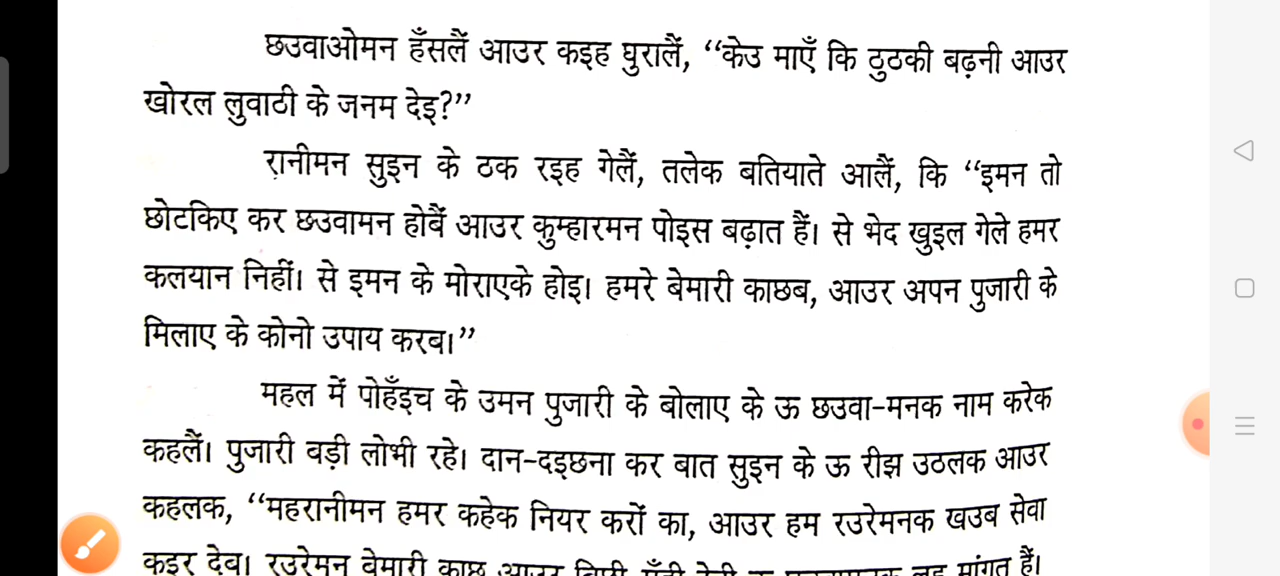 छउवाओमन हँसलैं आउर कइह घुरालैं, “केउ माएँ कि ठुठकी बढ़नी आउर
खोरल लुवाठी के जनम देइ?”
रानीमन सुइन के ठक रइह गेलैं, तलेक बतियाते आलैं, कि “इमन तो
छोटकिए कर छउवामन होबैं आउर कुम्हारमन पोइस बढ़ात हैं। से भेद खुइल गेले हमर
कलयान निहीं। से इमन के मोराएके होइ। हमरे बेमारी काछब, आउर अपन पुजारी के
मिलाए के कोनो उपाय करब।”
महल में पोहँइच के उमन पुजारी के बोलाए के ऊ छउवा-मनक नाम करेक
कहलैं। पुजारी बड़ी लोभी रहे। दान-दइछना कर बात सुइन के ऊ रीझ उठलक आउर
कहलक, “महरानीमन हमर कहेक नियर करों का, आउर हम रउरेमनक खउब सेवा
कइर देब। रउरेमन बेमारी काछ आउर मांगत हैं।